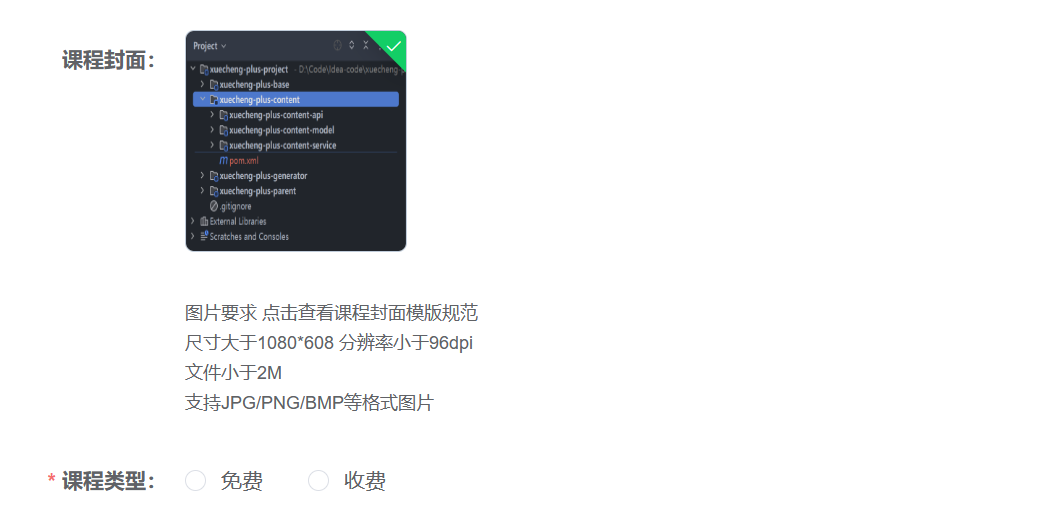 课程封面：
Project
xuecheng-plus-project D:\Code\Idea-code\xuecheng-p
xuecheng-plus-base
xuecheng-plus-content
xuecheng-plus-content-api
xuecheng-plus-content-model
xuecheng-plus-content-service
pom.xml
xuecheng-plus-generator
xuecheng-plus-parent
.gitignore
External Libraries
Scratches and Consoles
图片要求 点击查看课程封面模版规范
尺寸大于1080*608 分辨率小于96dpi
文件小于2M
支持JPG/PNG/BMP等格式图片
* 课程类型： 免费 收费